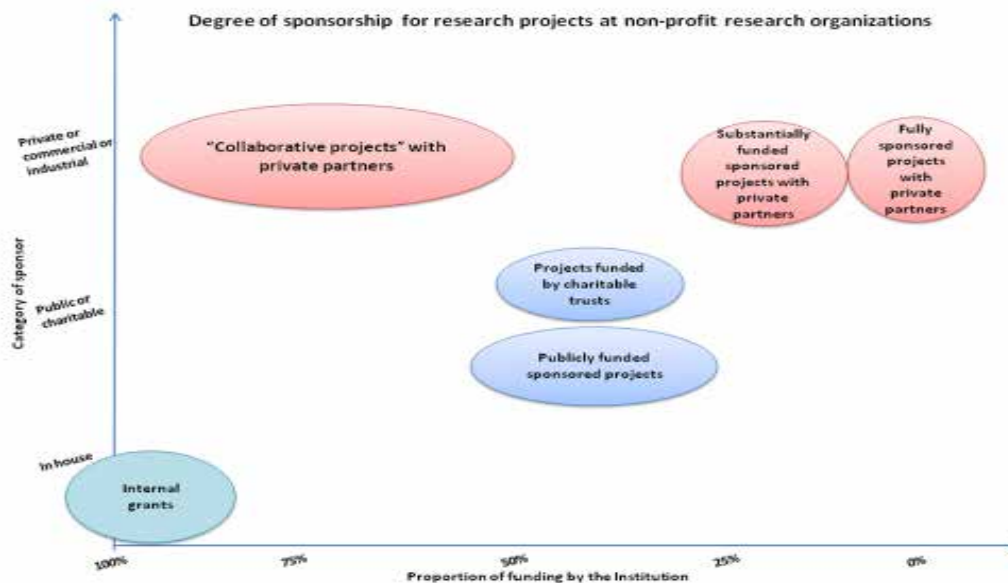 Degree of sponsorship for research projects at non-profit research organizations
Private or
commercial or
industrial
"Collaborative projects" with
private partners
Substantially
funded
sponsored
projects with
private
partners
Fully
sponsored
projects
with
private
partners
Category of sponsor
Public or
charitable
Projects funded
by charitable
trusts
Publicly funded
sponsored projects
In house
Internal
grants
100%
75%
50%
25%
0%
Proportion of funding by the Institution